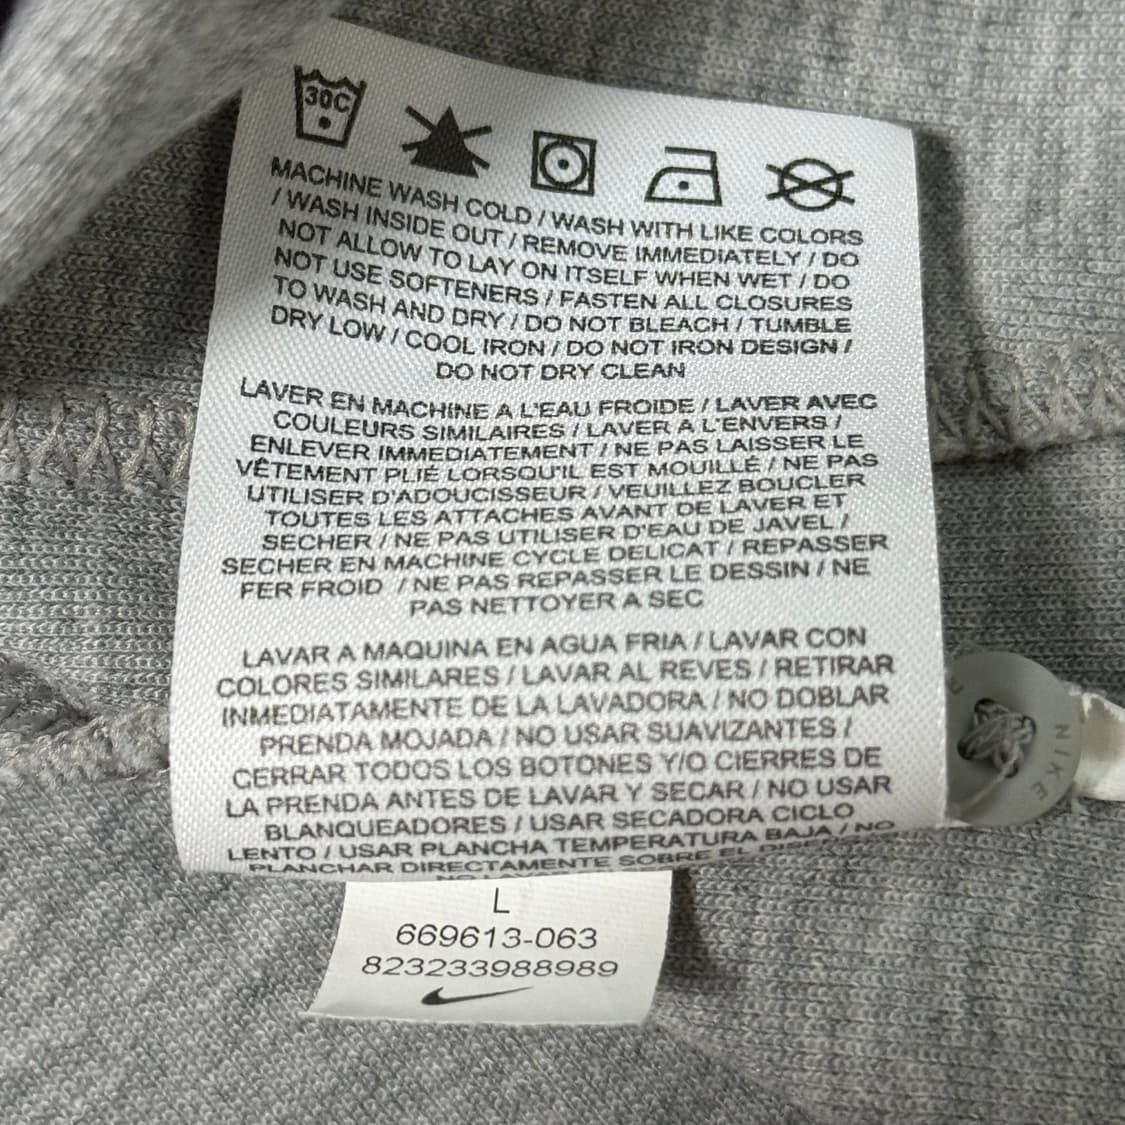 30C
MACHINE WASH COLD / WASH WITH LIKE COLORS
/ WASH INSIDE OUT / REMOVE IMMEDIATELY / DO
NOT ALLOW TO LAY ON ITSELF WHEN WET / DO
NOT USE SOFTENERS / FASTEN ALL CLOSURES
TO WASH AND DRY / DO NOT BLEACH / TUMBLE
DRY LOW / COOL IRON / DO NOT IRON DESIGN /
DO NOT DRY CLEAN
LAVER EN MACHINE A L'EAU FROIDE / LAVER AVEC
COULEURS SIMILAIRES / LAVER A L'ENVERS /
ENLEVER IMMEDIATEMENT / NE PAS LAISSER LE
VÊTEMENT PLIÉ LORSQU'IL EST MOUILLÉ / NE PAS
UTILISER D'ADOUCISSEUR / VEUILLEZ BOUCLER
TOUTES LES ATTACHES AVANT DE LAVER ET
SECHER / NE PAS UTILISER D'EAU DE JAVEL /
SECHER EN MACHINE CYCLE DELICAT / REPASSER
FER FROID / NE PAS REPASSER LE DESSIN / NE
PAS NETTOYER A SEC
LAVAR A MAQUINA EN AGUA FRIA / LAVAR CON
COLORES SIMILARES / LAVAR AL REVES / RETIRAR
INMEDIATAMENTE DE LA LAVADORA / NO DOBLAR
PRENDA MOJADA / NO USAR SUAVIZANTES /
CERRAR TODOS LOS BOTONES Y/O CIERRES DE
LA PRENDA ANTES DE LAVAR Y SECAR / NO USAR
BLANQUEADORES / USAR SECADORA CICLO
LENTO / USAR PLANCHA TEMPERATURA BAJA / NO
PLANCHAR DIRECTAMENTE SOBRE EL
L
669613-063
823233988989
NIKE